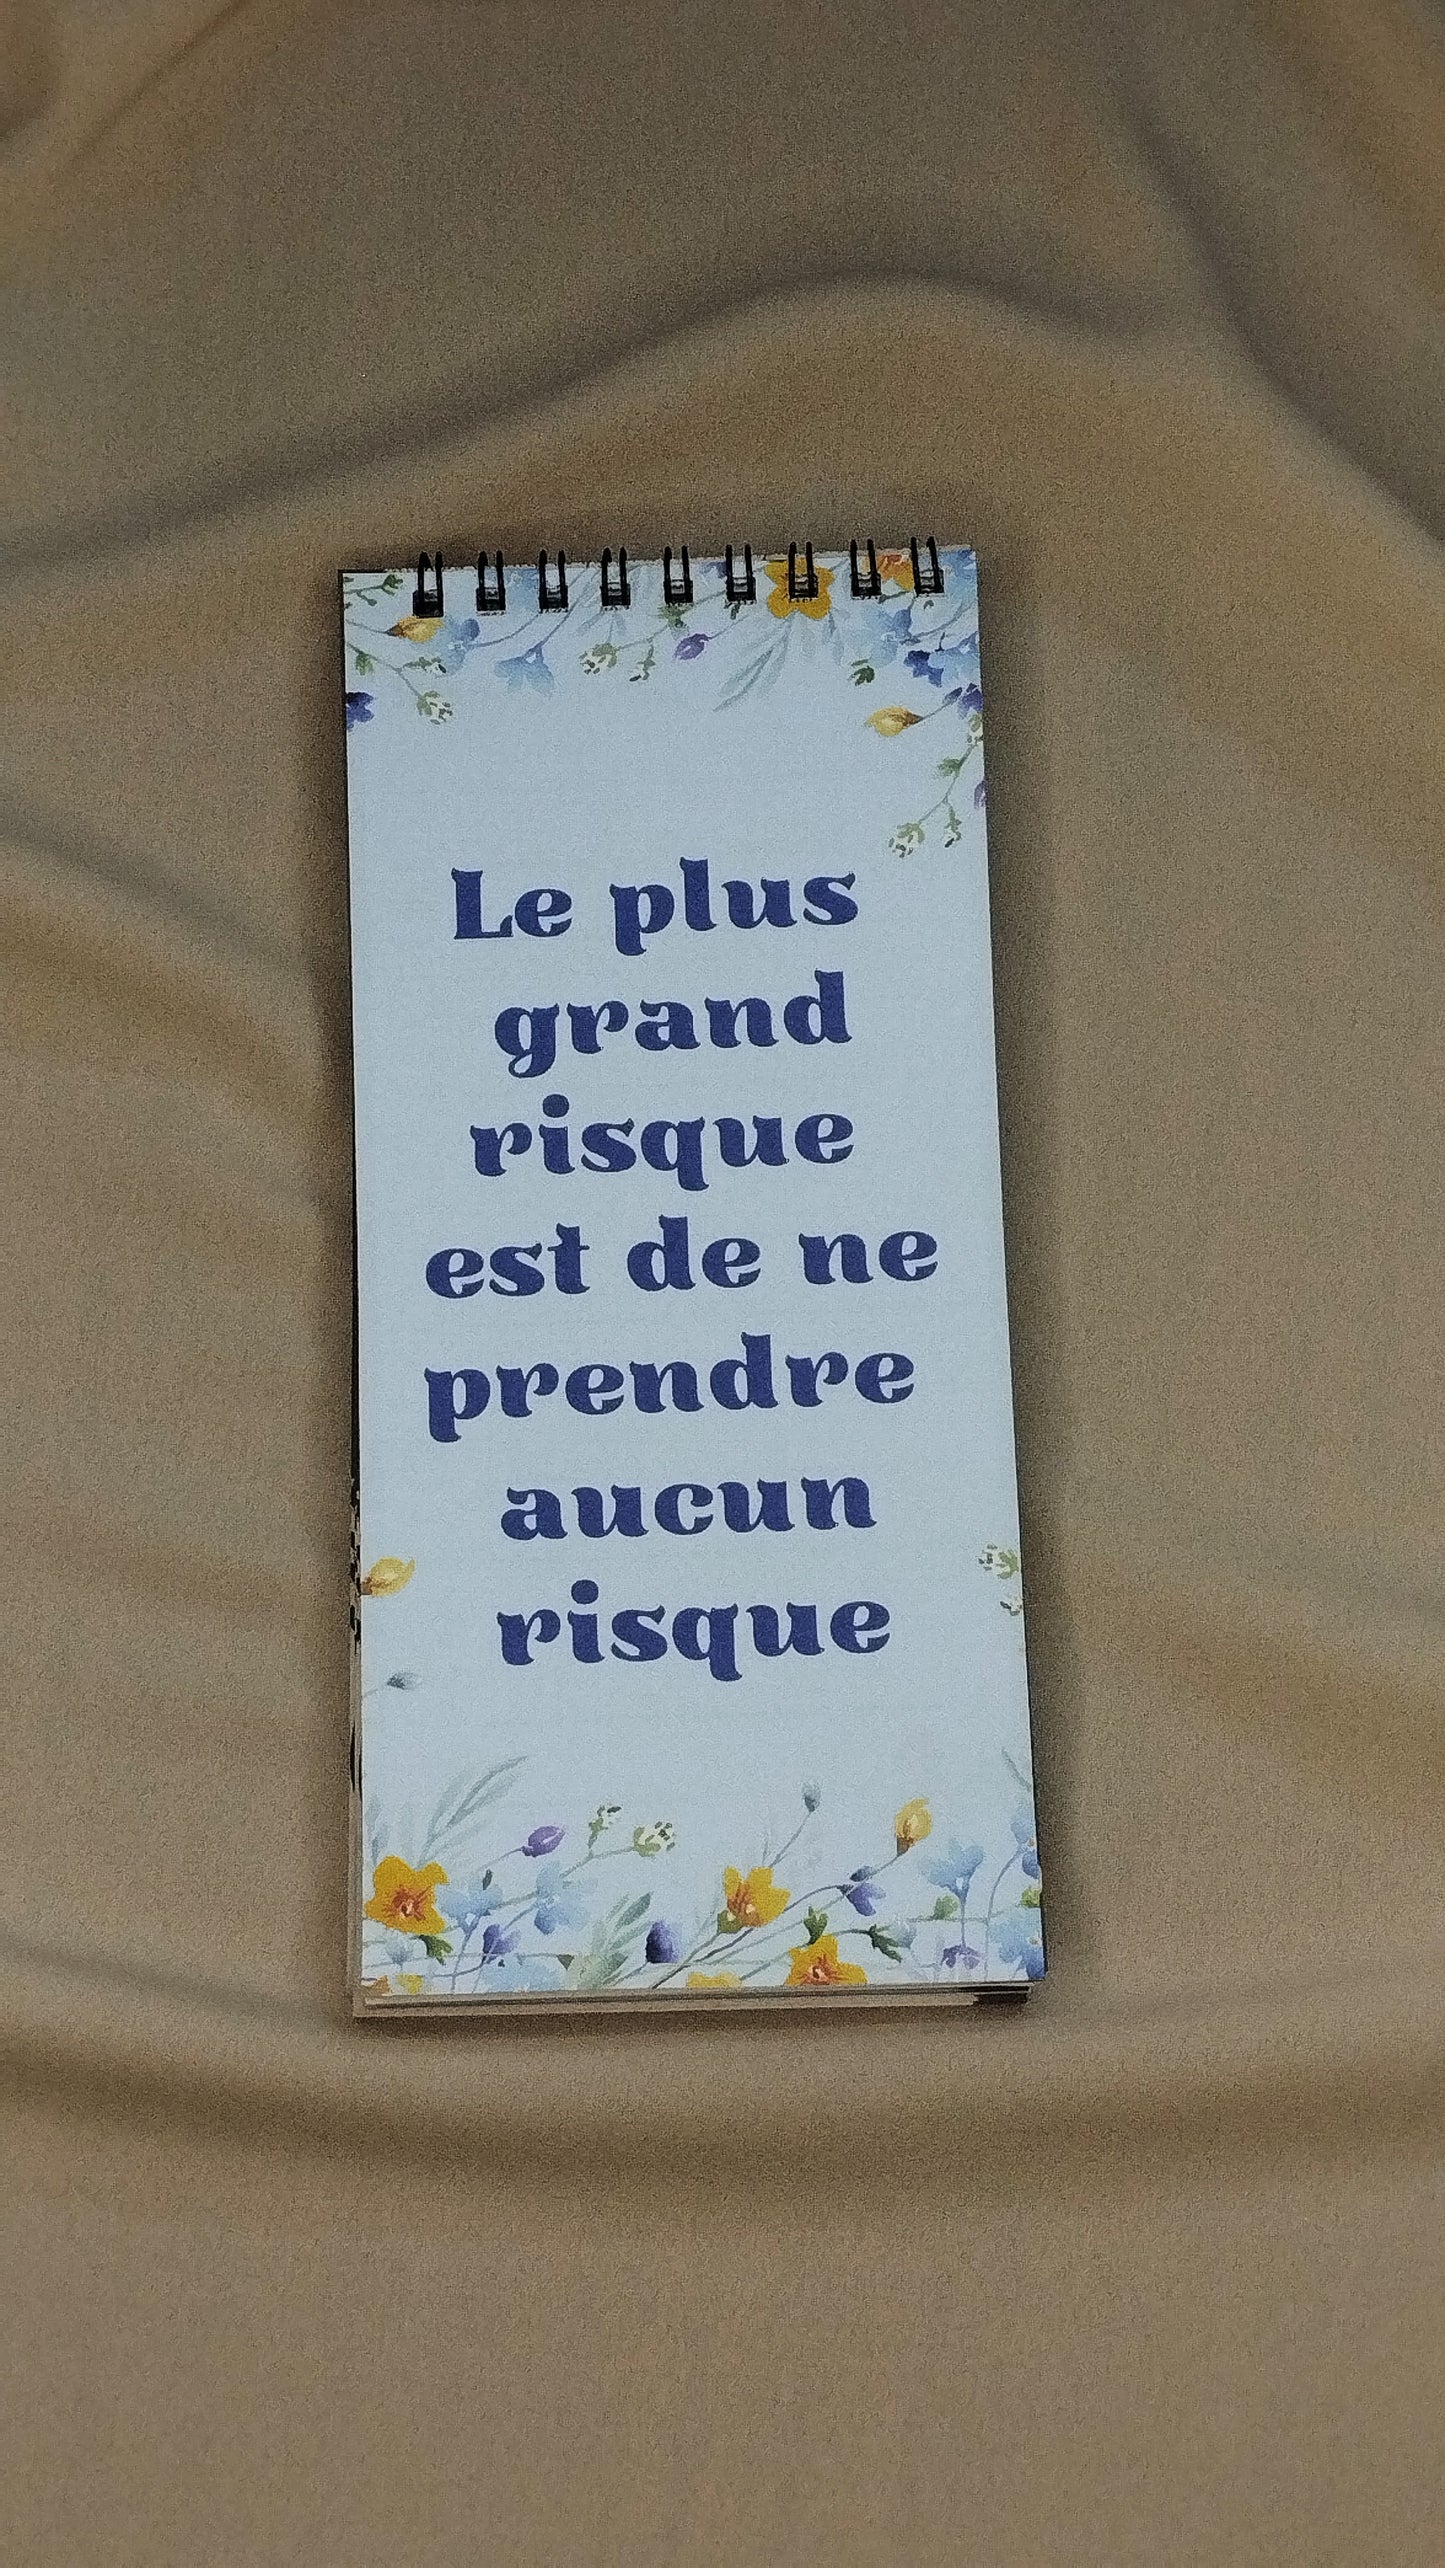 Le plus
grand
risque
est de ne
prendre
aucun
risque